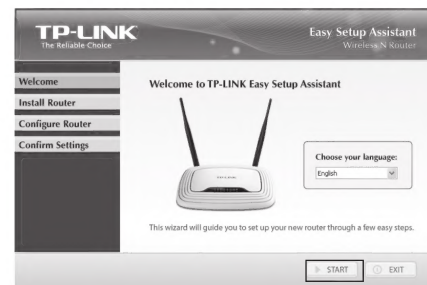 TP-LINK
The Reliable Choice
Easy Setup Assistant
Wireless N Router
Welcome
Install Router
Configure Router
Confirm Settings
Welcome to TP-LINK Easy Setup Assistant
TP-LINK
Choose your language:
English
This wizard will guide you to set up your new router through a few easy steps.
START
EXIT